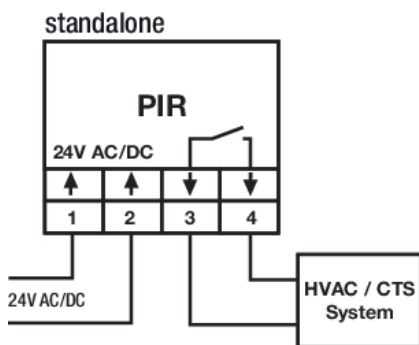 standalone
PIR
24V AC/DC
1 2 3 4
24V AC/DC
HVAC / CTS
System